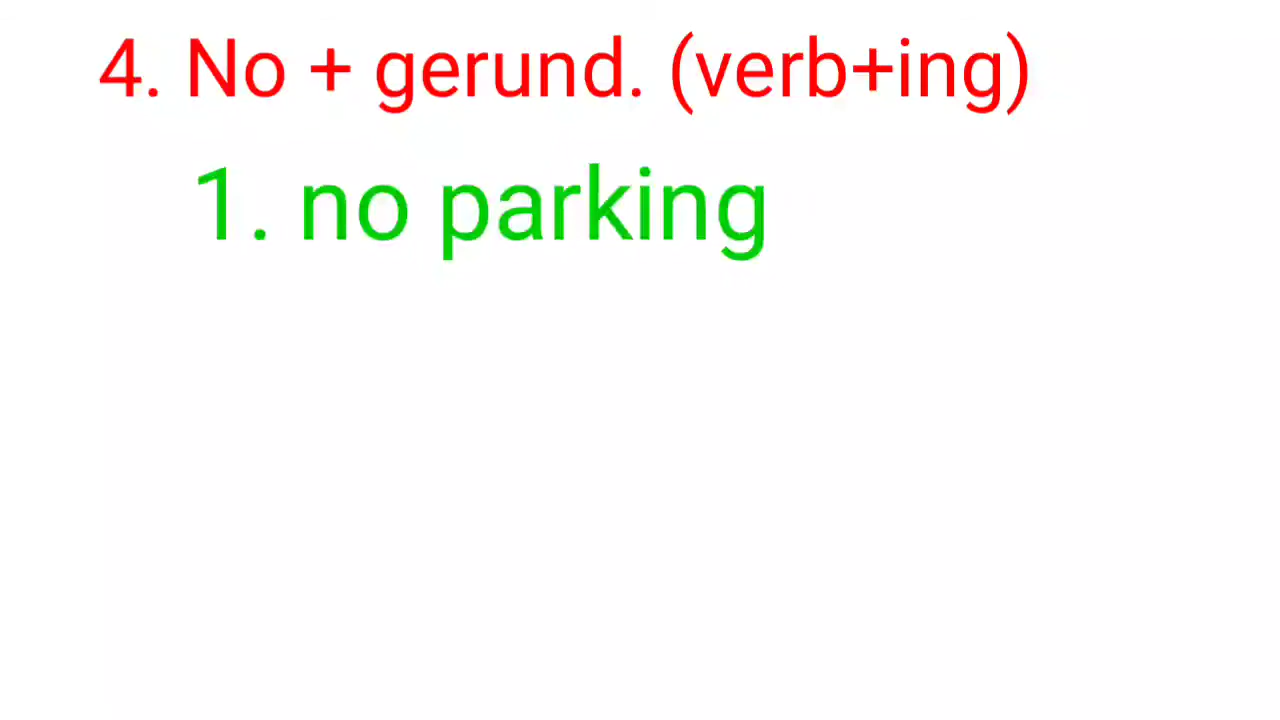 4. No + gerund. (verb+ing)
1. no parking